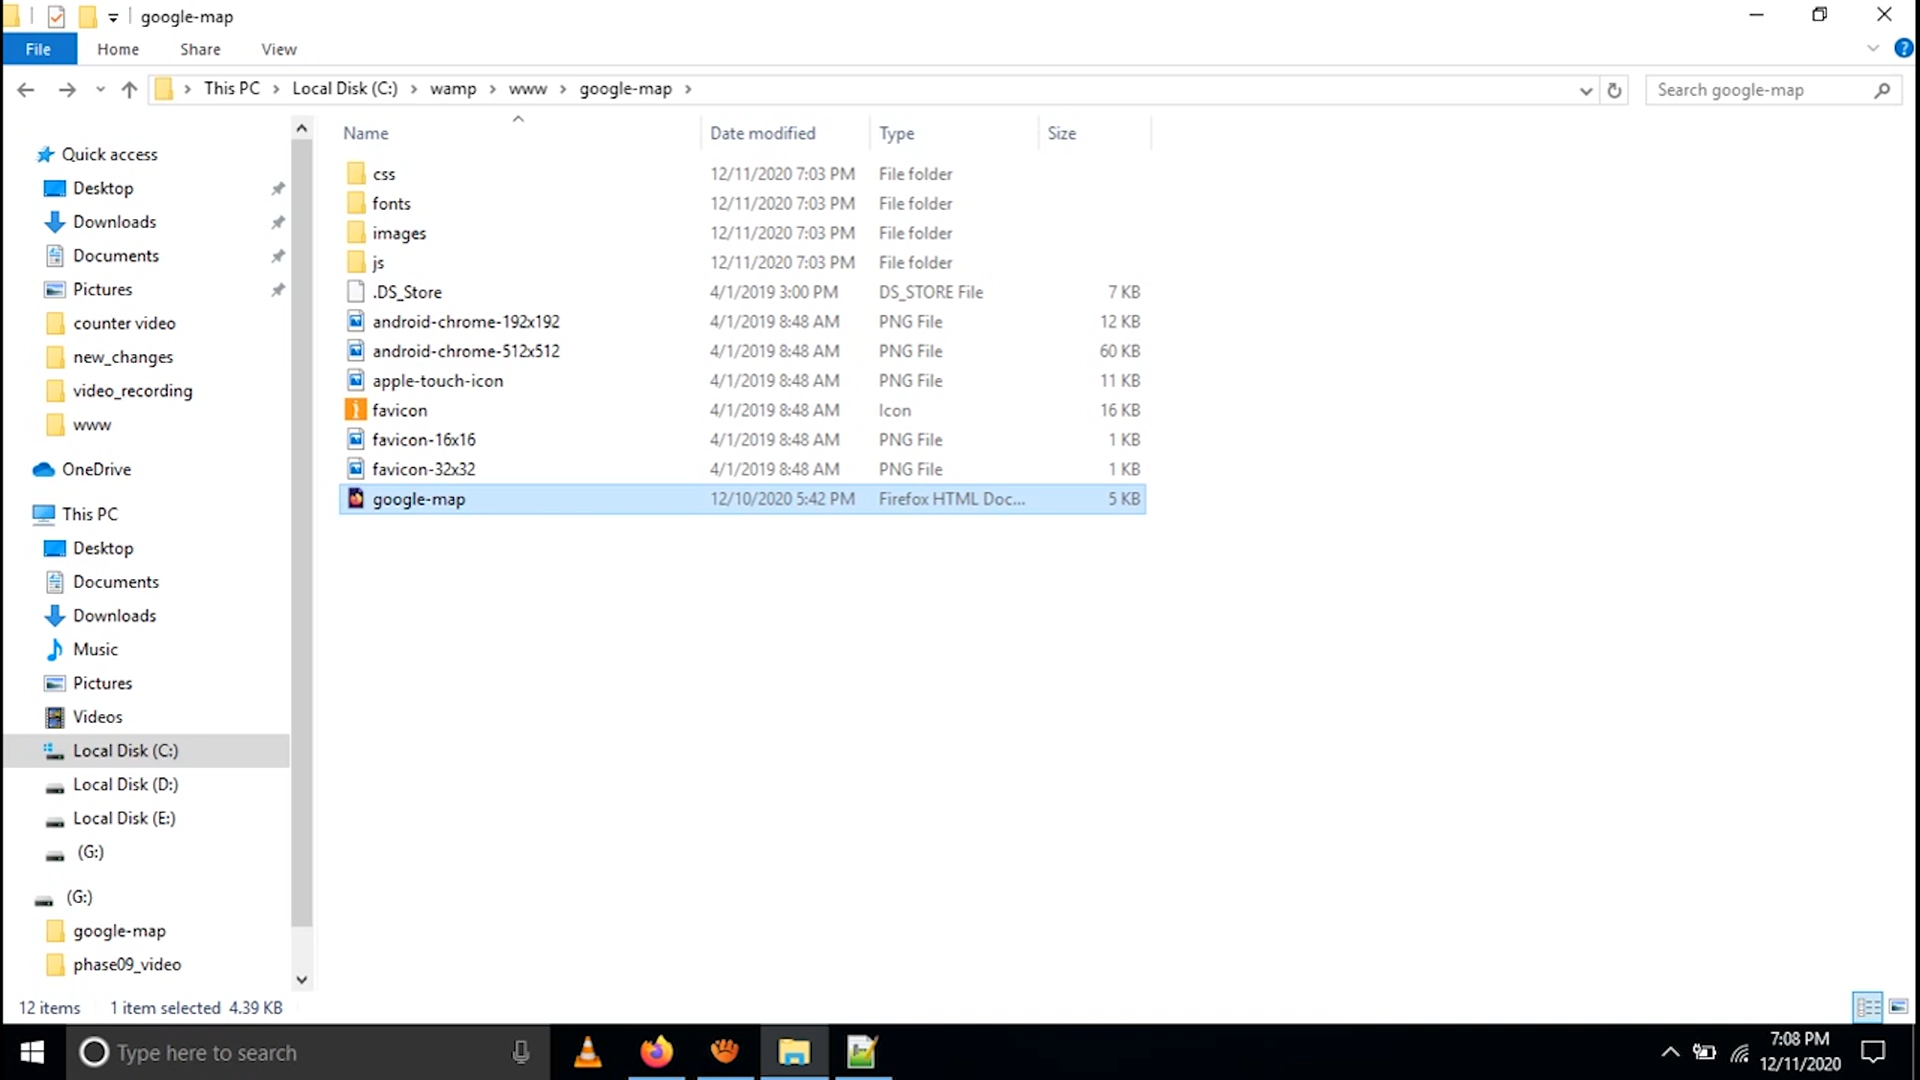 google-map
File Home Share View
This PC Local Disk (C:) wamp www google-map
Search google-map
Name Date modified Type Size
css 12/11/2020 7:03 PM File folder
fonts 12/11/2020 7:03 PM File folder
images 12/11/2020 7:03 PM File folder
js 12/11/2020 7:03 PM File folder
.DS_Store 4/1/2019 3:00 PM DS_STORE File 7 KB
android-chrome-192x192 4/1/2019 8:48 AM PNG File 12 KB
android-chrome-512x512 4/1/2019 8:48 AM PNG File 60 KB
apple-touch-icon 4/1/2019 8:48 AM PNG File 11 KB
favicon 4/1/2019 8:48 AM Icon 16 KB
favicon-16x16 4/1/2019 8:48 AM PNG File 1 KB
favicon-32x32 4/1/2019 8:48 AM PNG File 1 KB
google-map 12/10/2020 5:42 PM Firefox HTML Doc... 5 KB
Quick access
Desktop
Downloads
Documents
Pictures
counter video
new_changes
video_recording
www
OneDrive
This PC
Desktop
Documents
Downloads
Music
Pictures
Videos
Local Disk (C:)
Local Disk (D:)
Local Disk (E:)
(G:)
(G:)
google-map
phase09_video
12 items 1 item selected 4.39 KB
Type here to search
7:08 PM
12/11/2020